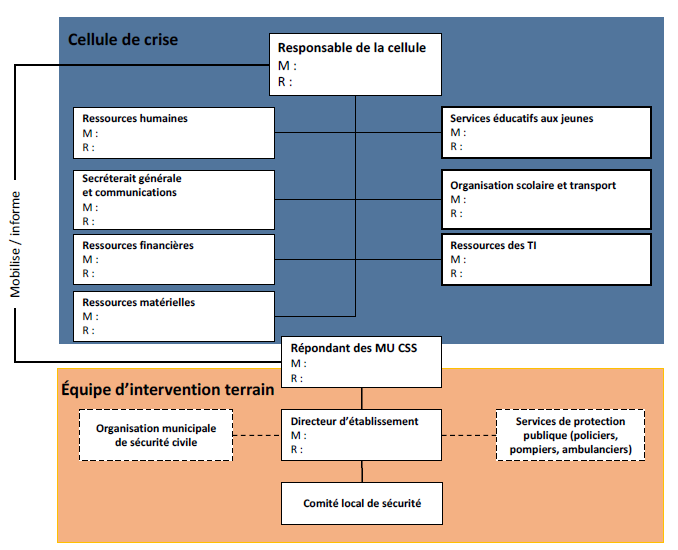 Cellule de crise
Responsable de la cellule
M :
R :
Ressources humaines
M :
R :
Services éducatifs aux jeunes
M :
R :
Secréterait générale
et communications
M :
R :
Organisation scolaire et transport
M :
R :
Ressources financières
M :
R :
Ressources des TI
M :
R :
Ressources matérielles
M :
R :
Mobilise / informe
Répondant des MU CSS
M :
R :
Équipe d'intervention terrain
Organisation municipale
de sécurité civile
Directeur d'établissement
M :
R :
Services de protection
publique (policiers,
pompiers, ambulanciers)
Comité local de sécurité